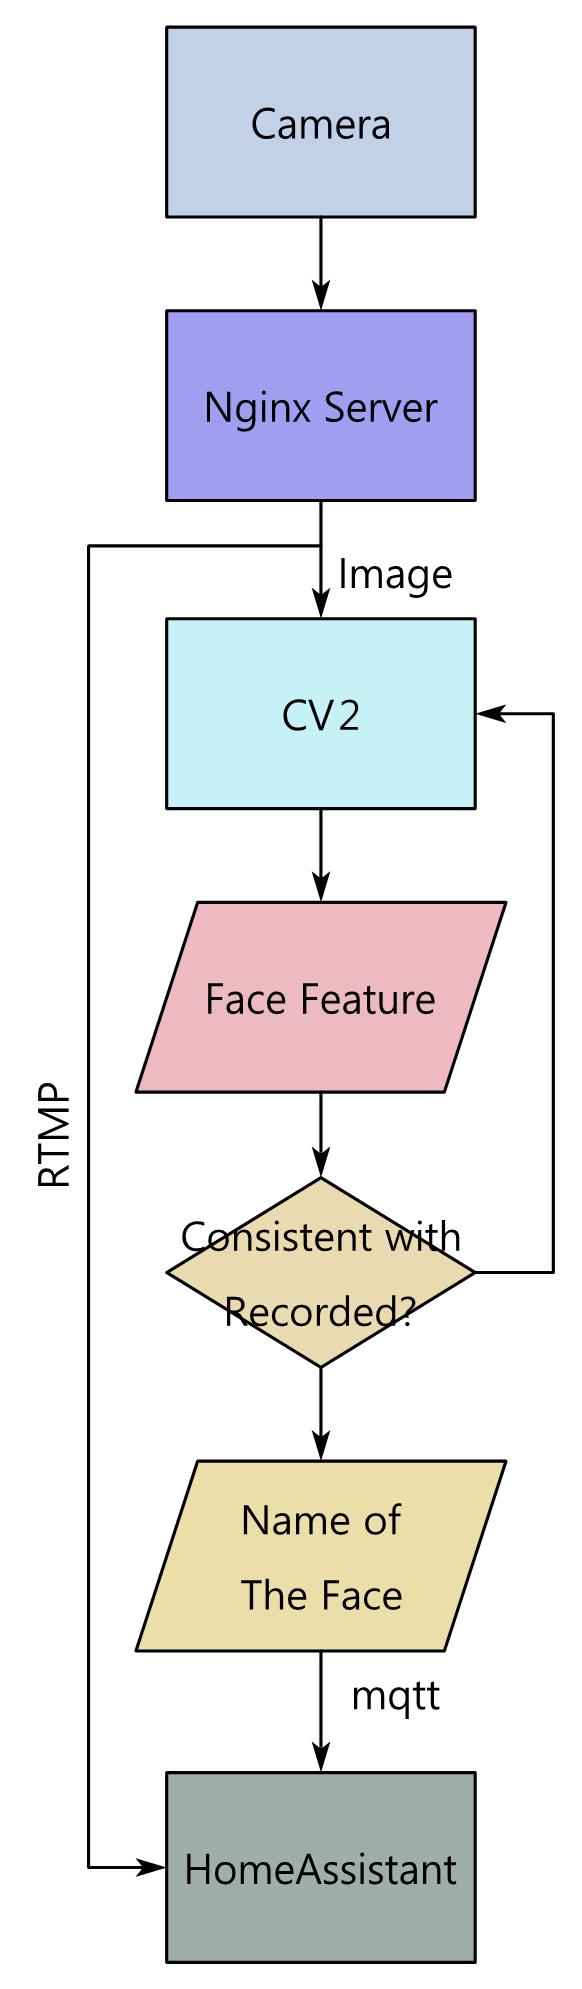 Camera
Nginx Server
Image
CV2
Face Feature
RTMP
Consistent with
Recorded?
Name of
The Face
mqtt
HomeAssistant